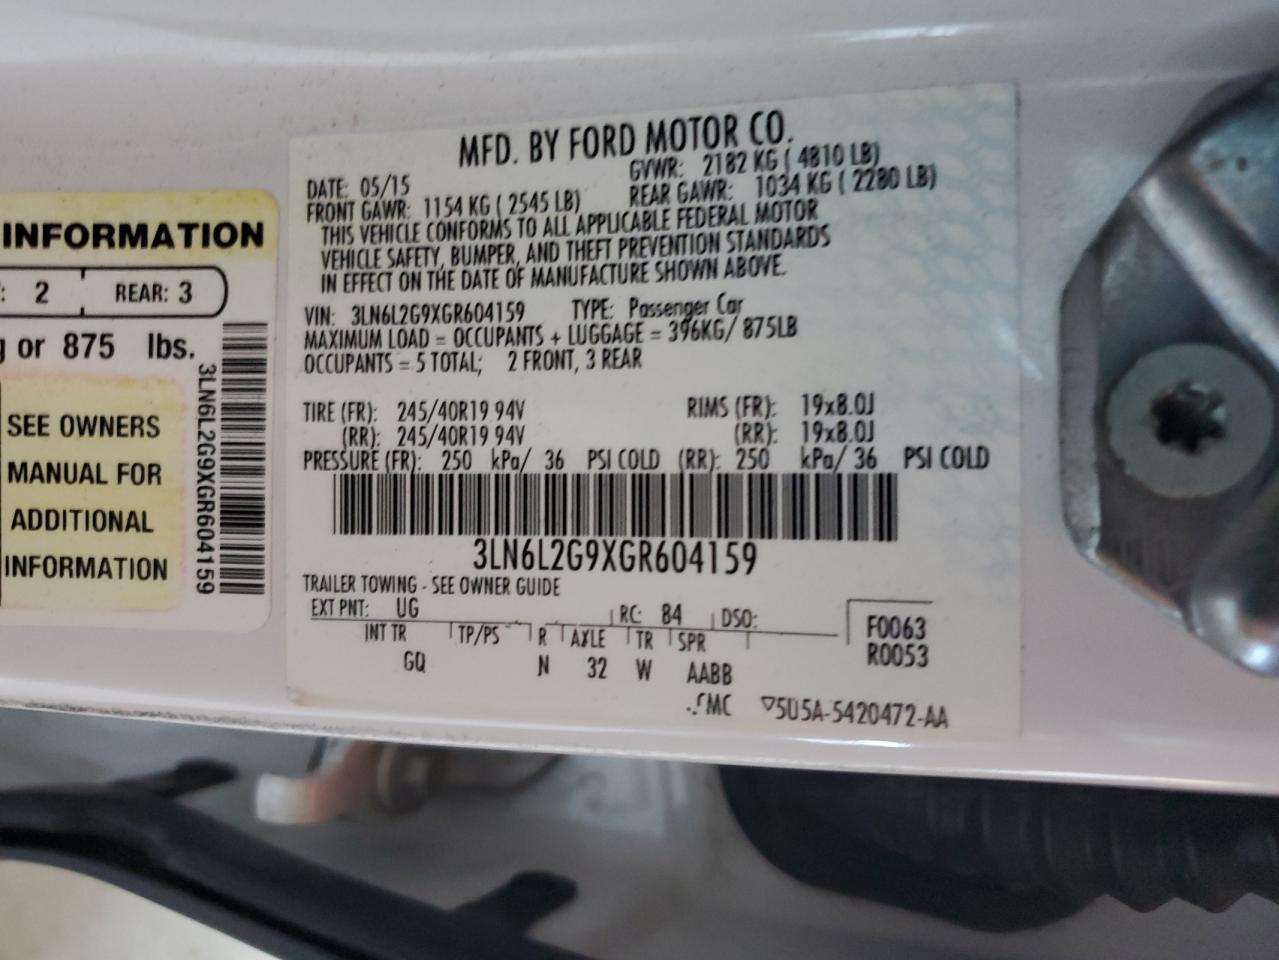 INFORMATION
: 2 REAR: 3
g or 875 lbs.
SEE OWNERS
MANUAL FOR
ADDITIONAL
INFORMATION
3LN6L2G9XGR604159
MFD. BY FORD MOTOR CO.
DATE: 05/15 GVWR: 2182 KG ( 4810 LB)
FRONT GAWR: 1154 KG ( 2545 LB) REAR GAWR: 1034 KG ( 2280 LB)
THIS VEHICLE CONFORMS TO ALL APPLICABLE FEDERAL MOTOR
VEHICLE SAFETY, BUMPER, AND THEFT PREVENTION STANDARDS
IN EFFECT ON THE DATE OF MANUFACTURE SHOWN ABOVE.
VIN: 3LN6L2G9XGR604159 TYPE: Passenger Car
MAXIMUM LOAD = OCCUPANTS + LUGGAGE = 396KG/ 875LB
OCCUPANTS = 5 TOTAL; 2 FRONT, 3 REAR
TIRE (FR): 245/40R19 94V RIMS (FR): 19x8.0J
(RR): 245/40R19 94V (RR): 19x8.0J
PRESSURE (FR): 250 kPa/ 36 PSI COLD (RR): 250 kPa/ 36 PSI COLD
3LN6L2G9XGR604159
TRAILER TOWING - SEE OWNER GUIDE
EXT PNT: UG RC: 84 DSO:
INT TR TP/PS R AXLE TR SPR
GQ N 32 W AABB
F0063
R0053
▽5U5A-5420472-AA